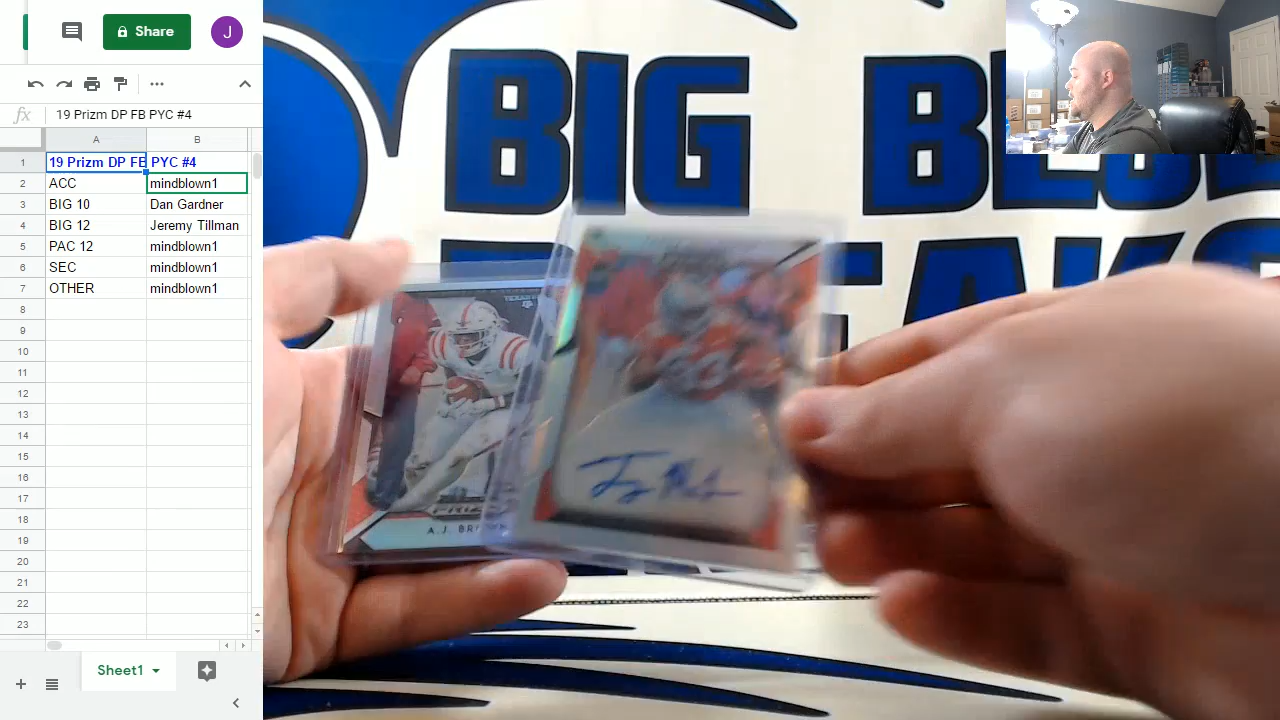 Share
J
fx 19 Prizm DP FB PYC #4
A B
1 19 Prizm DP FB PYC #4
2 ACC mindblown1
3 BIG 10 Dan Gardner
4 BIG 12 Jeremy Tillman
5 PAC 12 mindblown1
6 SEC mindblown1
7 OTHER mindblown1
8
9
10
11
12
13
14
15
16
17
18
19
20
21
22
23
Sheet1
BIG BLUE
PRIZM
A.J. BR